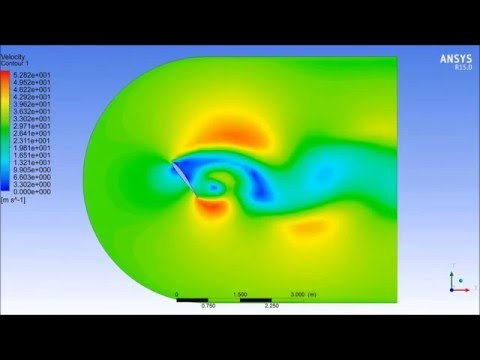 ANSYS
R15.0
Velocity
Contour 1
5.282e+001
4.952e+001
4.622e+001
4.292e+001
3.962e+001
3.632e+001
3.302e+001
2.971e+001
2.641e+001
2.311e+001
1.981e+001
1.651e+001
1.321e+001
9.905e+000
6.603e+000
3.302e+000
0.000e+000
[m s^-1]
0
1.500
3.000 (m)
0.750
2.250